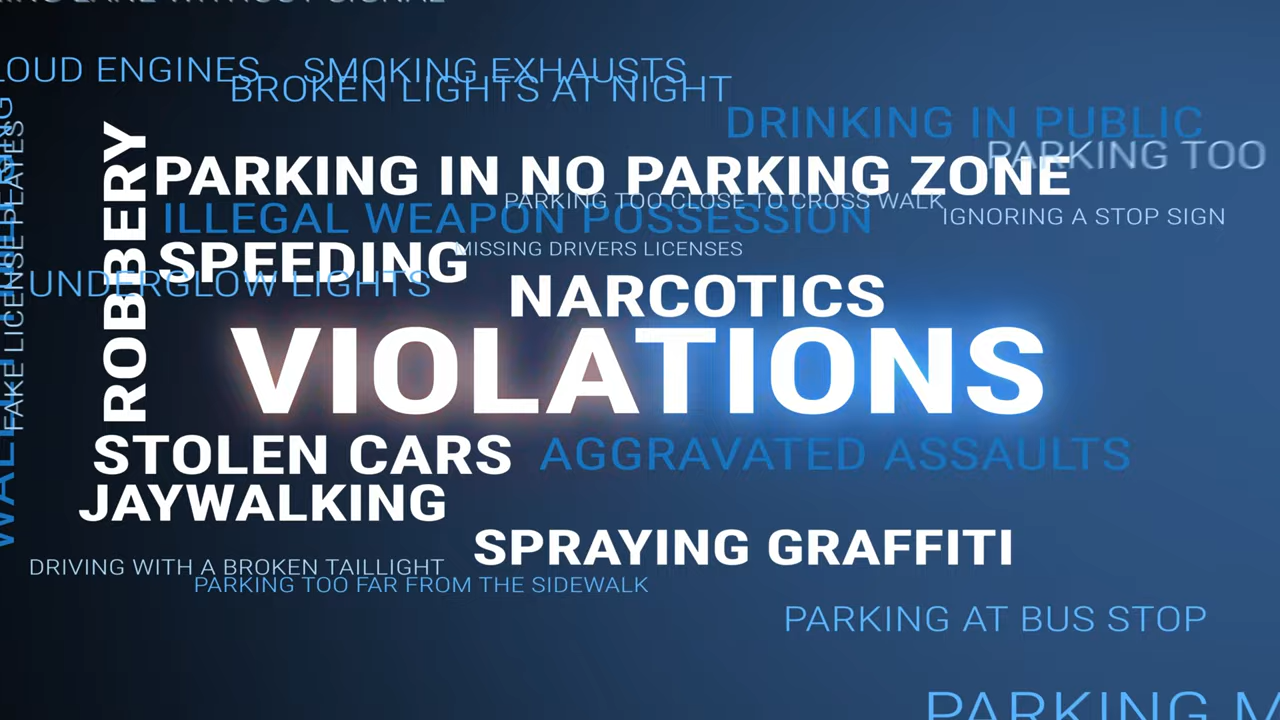 LOUD ENGINES
SMOKING EXHAUSTS
BROKEN LIGHTS AT NIGHT
DRINKING IN PUBLIC
PARKING TOO
PARKING IN NO PARKING ZONE
PARKING TOO CLOSE TO CROSS WALK
ILLEGAL WEAPON POSSESSION
IGNORING A STOP SIGN
SPEEDING
MISSING DRIVERS LICENSES
UNDERGLOW LIGHTS
ROBBERY
FAKE LICENSE PLATES
NARCOTICS
VIOLATIONS
STOLEN CARS
AGGRAVATED ASSAULTS
JAYWALKING
SPRAYING GRAFFITI
DRIVING WITH A BROKEN TAILLIGHT
PARKING TOO FAR FROM THE SIDEWALK
PARKING AT BUS STOP
PARKING